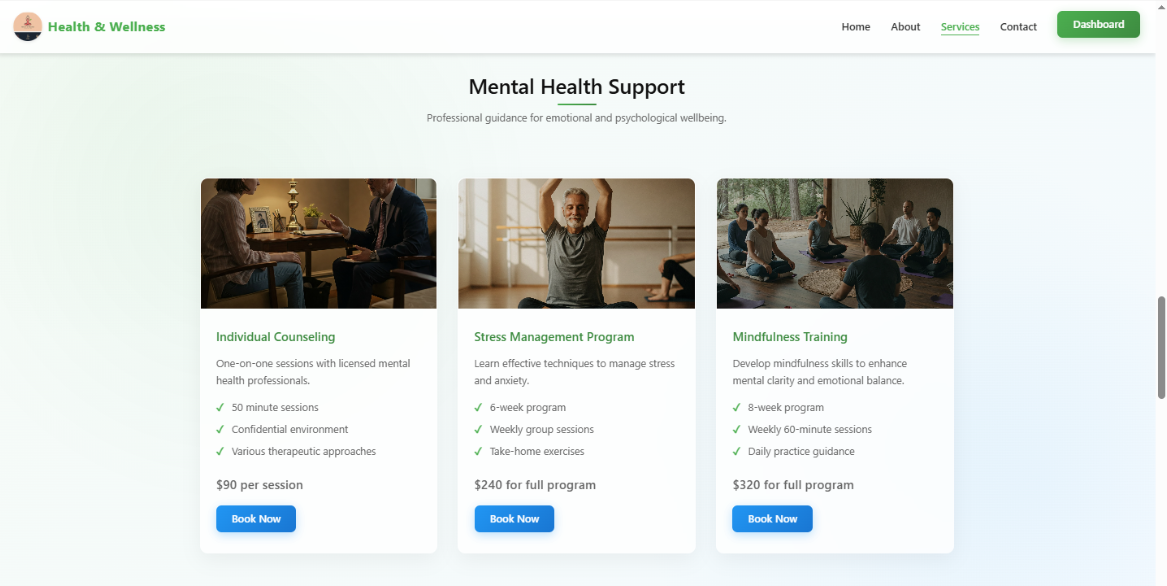 Health & Wellness
Home
About
Services
Contact
Dashboard
Mental Health Support
Professional guidance for emotional and psychological wellbeing.
Individual Counseling
One-on-one sessions with licensed mental
health professionals.
✓ 50 minute sessions
✓ Confidential environment
✓ Various therapeutic approaches
$90 per session
Book Now
Stress Management Program
Learn effective techniques to manage stress
and anxiety.
✓ 6-week program
✓ Weekly group sessions
✓ Take-home exercises
$240 for full program
Book Now
Mindfulness Training
Develop mindfulness skills to enhance
mental clarity and emotional balance.
✓ 8-week program
✓ Weekly 60-minute sessions
✓ Daily practice guidance
$320 for full program
Book Now